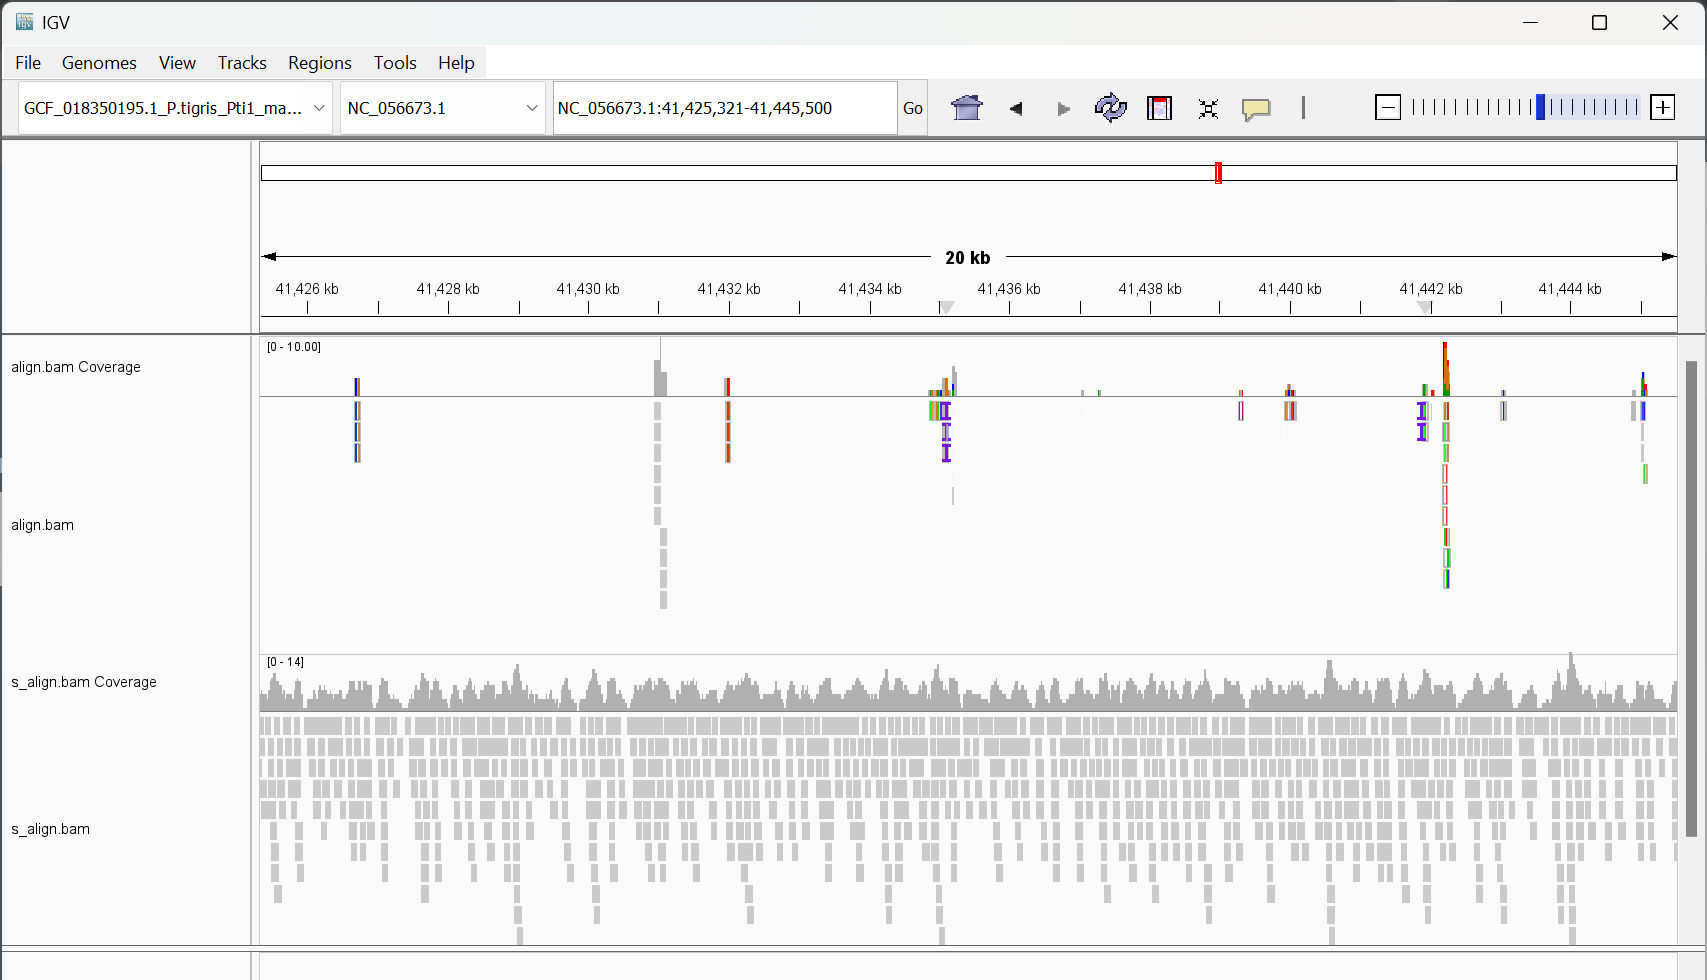 IGV
File Genomes View Tracks Regions Tools Help
GCF_018350195.1_P.tigris_Pti1_ma... NC_056673.1 NC_056673.1:41,425,321-41,445,500 Go
20 kb
41,426 kb 41,428 kb 41,430 kb 41,432 kb 41,434 kb 41,436 kb 41,438 kb 41,440 kb 41,442 kb 41,444 kb
[0 - 10.00]
align.bam Coverage
align.bam
[0 - 14]
s_align.bam Coverage
s_align.bam